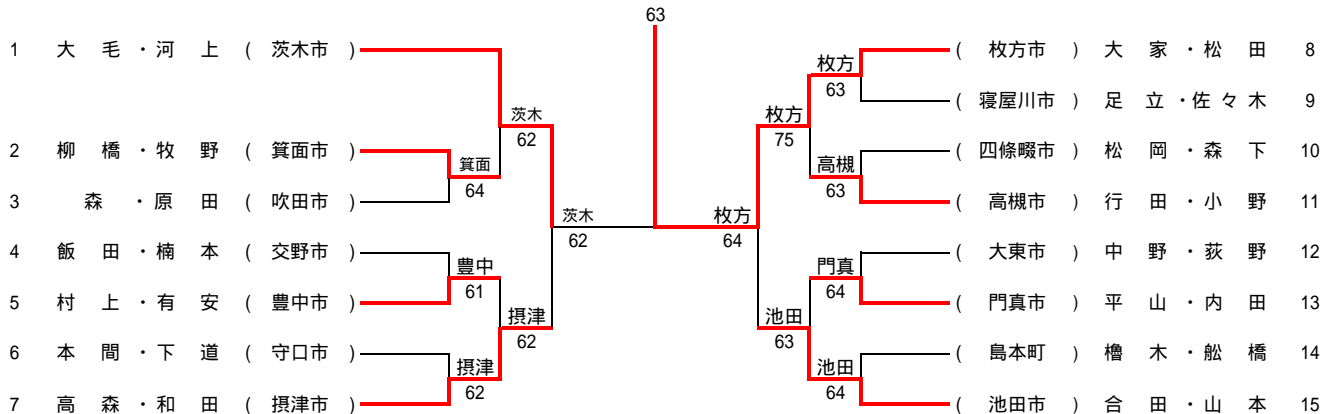 63
1 大 毛 ・ 河 上 ( 茨木市 )
( 枚方市 ) 大 家 ・ 松 田 8
枚方
63
( 寝屋川市 ) 足 立 ・ 佐 々 木 9
茨木
62
枚方
75
2 柳 橋 ・ 牧 野 ( 箕面市 )
( 四條畷市 ) 松 岡 ・ 森 下 10
箕面
64
高槻
63
3 森 ・ 原 田 ( 吹田市 )
( 高槻市 ) 行 田 ・ 小 野 11
茨木
62
枚方
64
4 飯 田 ・ 楠 本 ( 交野市 )
( 大東市 ) 中 野 ・ 荻 野 12
豊中
61
門真
64
5 村 上 ・ 有 安 ( 豊中市 )
( 門真市 ) 平 山 ・ 内 田 13
摂津
62
池田
63
6 本 間 ・ 下 道 ( 守口市 )
( 島本町 ) 櫓 木 ・ 舩 橋 14
摂津
62
池田
64
7 高 森 ・ 和 田 ( 摂津市 )
( 池田市 ) 合 田 ・ 山 本 15